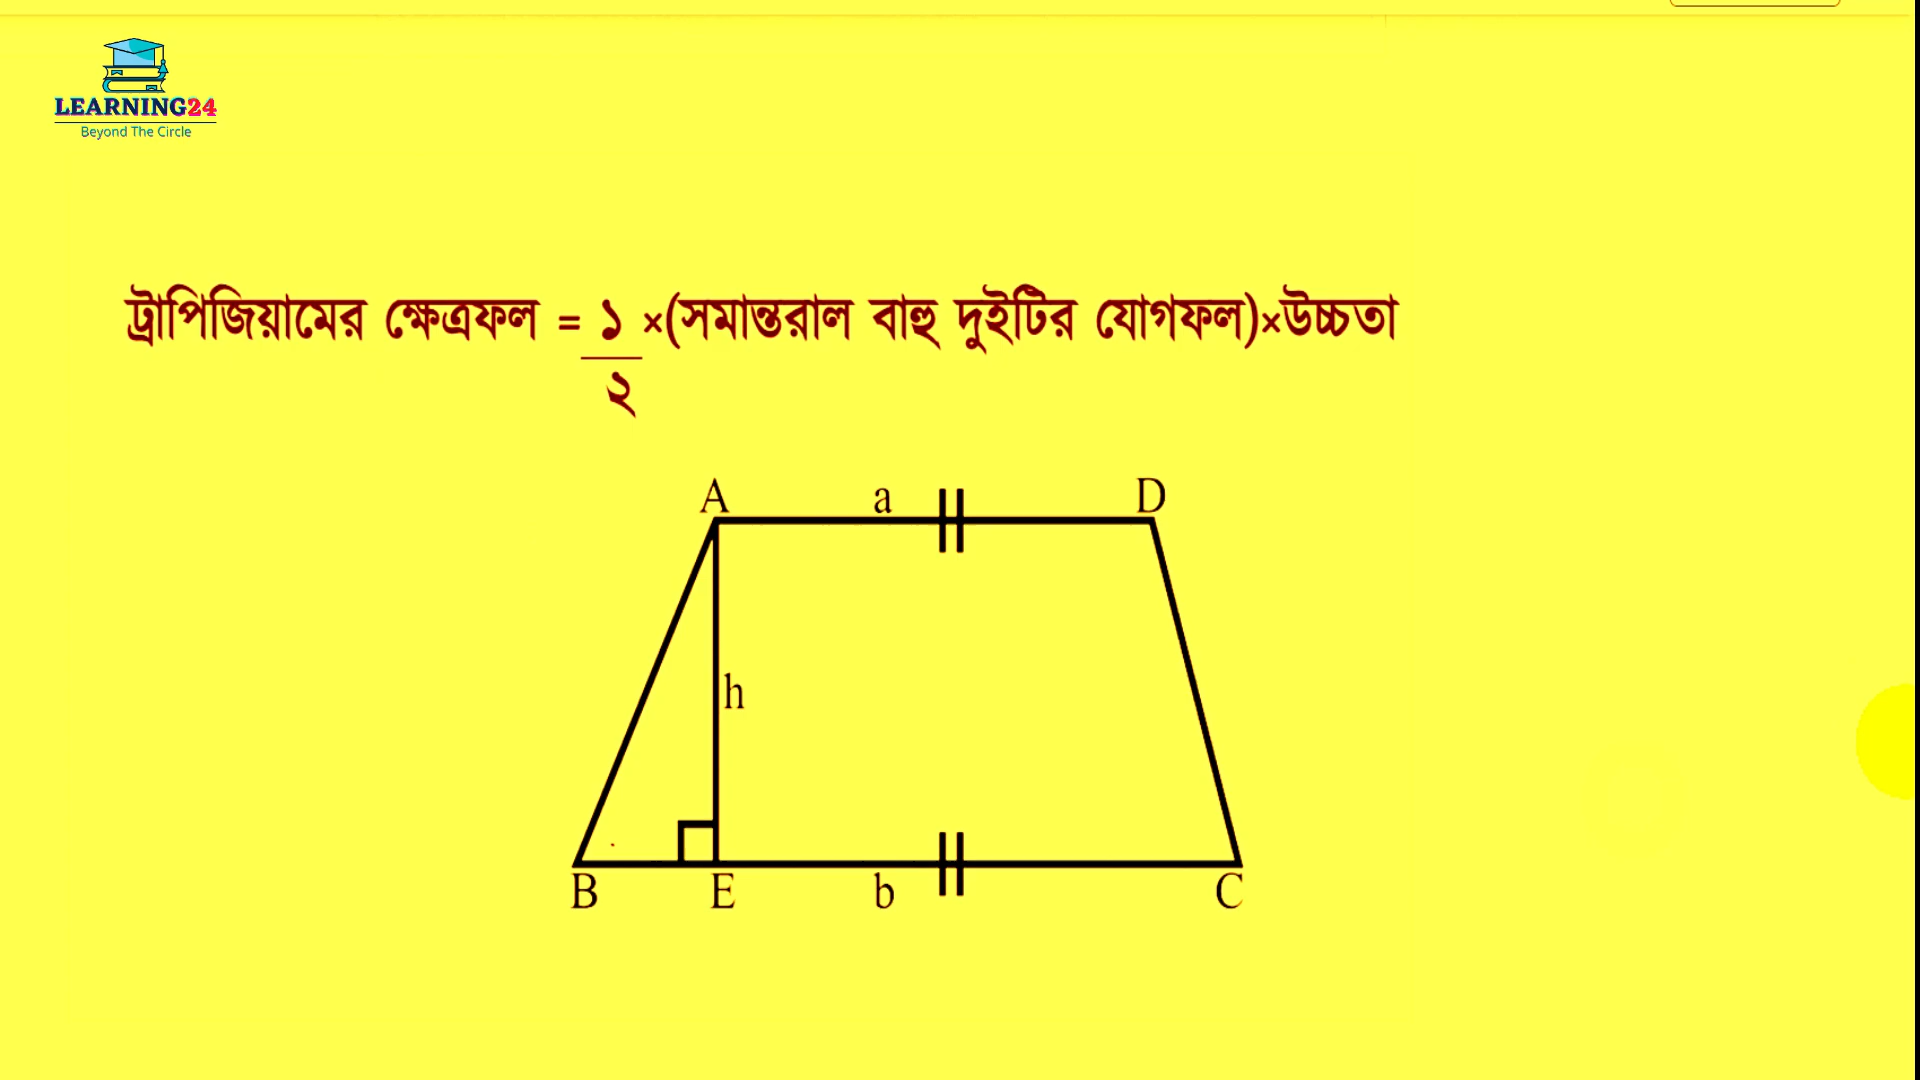 LEARNING24
Beyond The Circle
ট্রাপিজিয়ামের ক্ষেত্রফল = ১ ×(সমান্তরাল বাহু দুইটির যোগফল)×উচ্চতা
২
A a D
h
B E b C